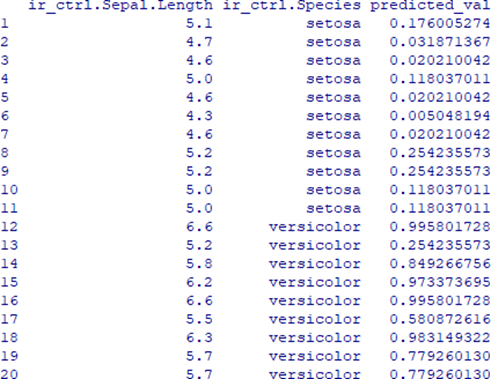 ir_ctrl.Sepal.Length ir_ctrl.Species predicted_val
1 5.1 setosa 0.176005274
2 4.7 setosa 0.031871367
3 4.6 setosa 0.020210042
4 5.0 setosa 0.118037011
5 4.6 setosa 0.020210042
6 4.3 setosa 0.005048194
7 4.6 setosa 0.020210042
8 5.2 setosa 0.254235573
9 5.2 setosa 0.254235573
10 5.0 setosa 0.118037011
11 5.0 setosa 0.118037011
12 6.6 versicolor 0.995801728
13 5.2 versicolor 0.254235573
14 5.8 versicolor 0.849266756
15 6.2 versicolor 0.973373695
16 6.6 versicolor 0.995801728
17 5.5 versicolor 0.580872616
18 6.3 versicolor 0.983149322
19 5.7 versicolor 0.779260130
20 5.7 versicolor 0.779260130